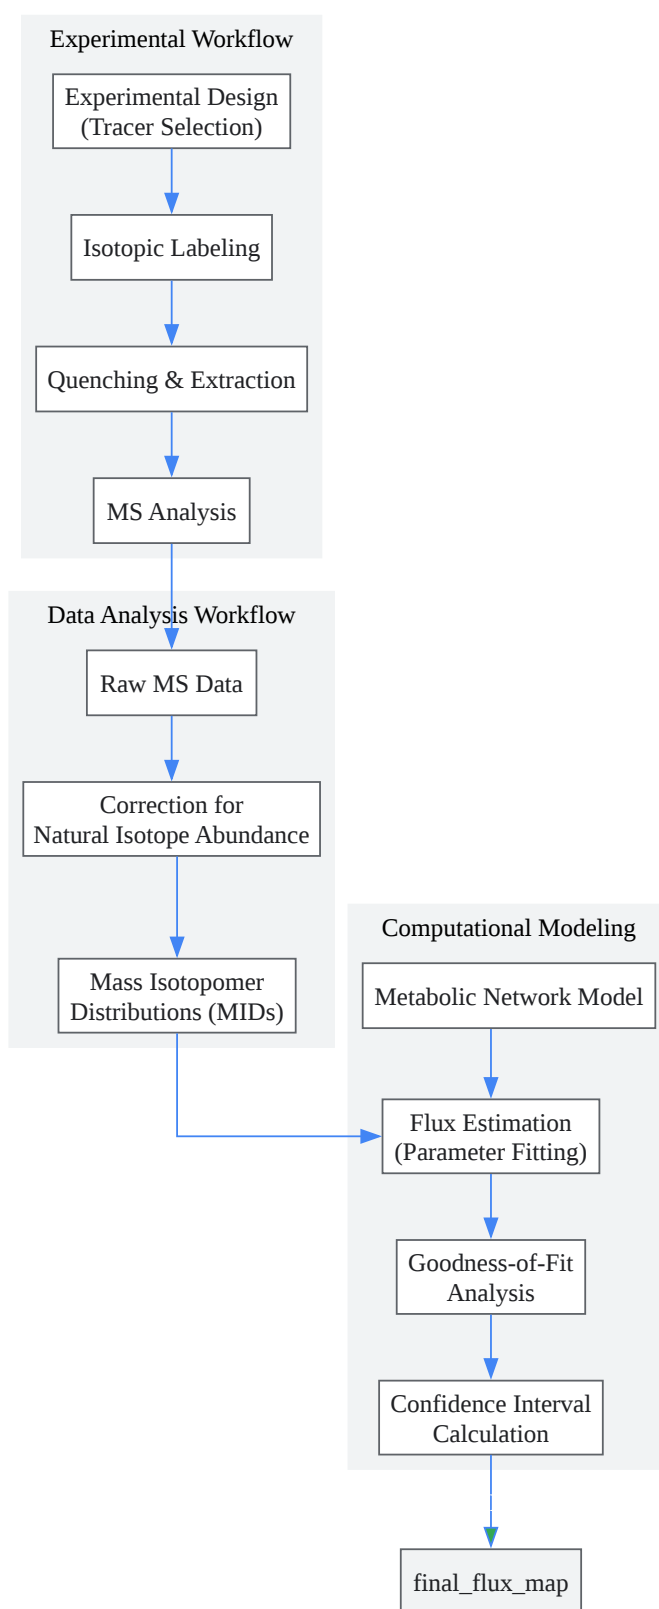 Experimental Workflow
Experimental Design
(Tracer Selection)
Isotopic Labeling
Quenching & Extraction
MS Analysis
Data Analysis Workflow
Raw MS Data
Correction for
Natural Isotope Abundance
Mass Isotopomer
Distributions (MIDs)
Computational Modeling
Metabolic Network Model
Flux Estimation
(Parameter Fitting)
Goodness-of-Fit
Analysis
Confidence Interval
Calculation
final_flux_map